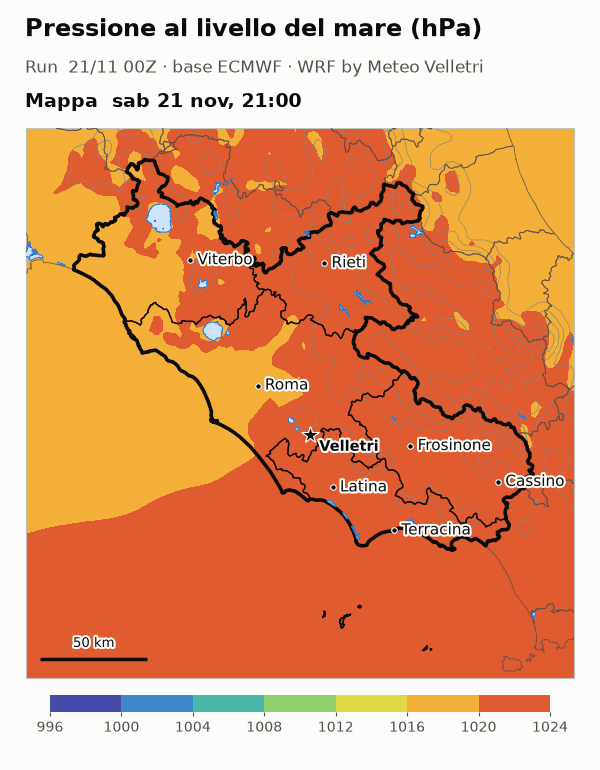 Pressione al livello del mare (hPa)
Run  21/11 00Z · base ECMWF · WRF by Meteo Velletri
Mappa  sab 21 nov, 21:00
Viterbo
Rieti
Roma
Velletri
Frosinone
Cassino
Latina
Terracina
50 km
996 1000 1004 1008 1012 1016 1020 1024